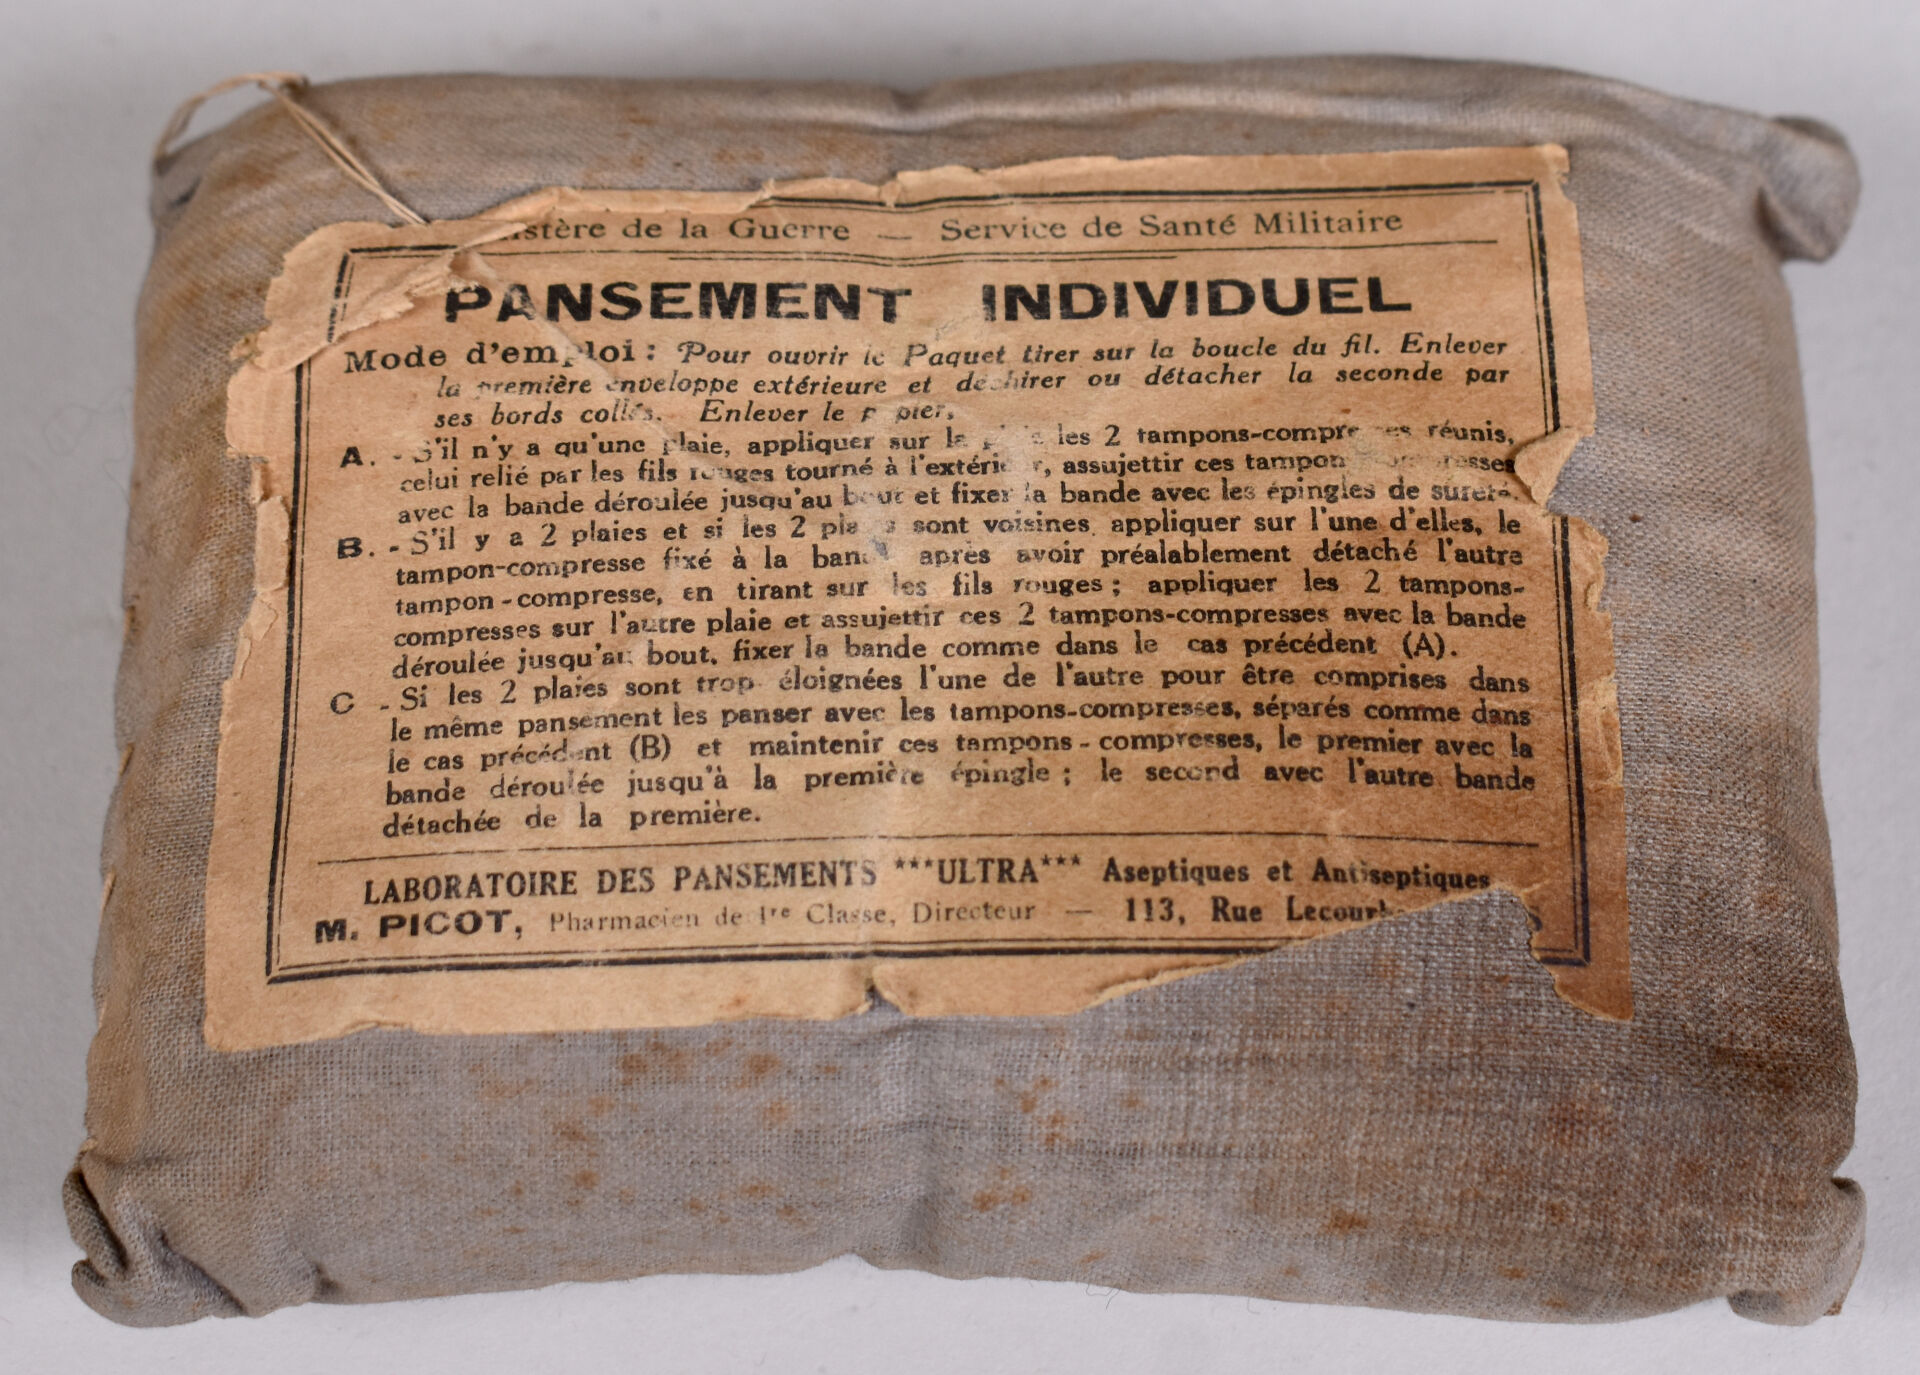 de la Guerre — Service de Santé Militaire
PANSEMENT INDIVIDUEL
Mode d'emploi : Pour ouvrir le Paquet tirer sur la boucle du fil. Enlever
la première enveloppe extérieure et déchirer ou détacher la seconde par
ses bords collés. Enlever le papier.
A. - S'il n'y a qu'une plaie, appliquer sur la les 2 tampons-compresses réunis,
celui relié par les fils rouges tourné à l'extérieur, assujettir ces tampons-compresses
avec la bande déroulée jusqu'au bout et fixer la bande avec les épingles de sûreté.
B. - S'il y a 2 plaies et si les 2 plaies sont voisines, appliquer sur l'une d'elles, le
tampon-compresse fixé à la bande après avoir préalablement détaché l'autre
tampon-compresse, en tirant sur les fils rouges ; appliquer les 2 tampons-
compresses sur l'autre plaie et assujettir ces 2 tampons-compresses avec la bande
déroulée jusqu'au bout, fixer la bande comme dans le cas précédent (A).
C - Si les 2 plaies sont trop éloignées l'une de l'autre pour être comprises dans
le même pansement les panser avec les tampons-compresses, séparés comme dans
le cas précédent (B) et maintenir ces tampons-compresses, le premier avec la
bande déroulée jusqu'à la première épingle ; le second avec l'autre bande
détachée de la première.
LABORATOIRE DES PANSEMENTS ***ULTRA*** Aseptiques et Antiseptiques
M. PICOT, Pharmacien de 1re Classe, Directeur — 113, Rue